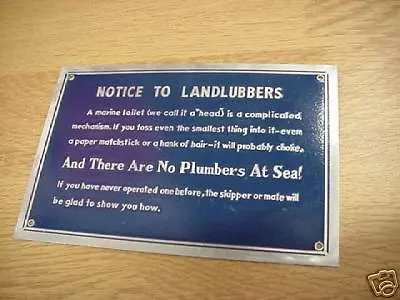 NOTICE TO LANDLUBBERS
A marine toilet (we call it a "head") is a complicated
mechanism. If you toss even the smallest thing into it-even
a paper matchstick or a hank of hair-it will probably choke.
And There Are No Plumbers At Sea!
If you have never operated one before, the skipper or mate will
be glad to show you how.